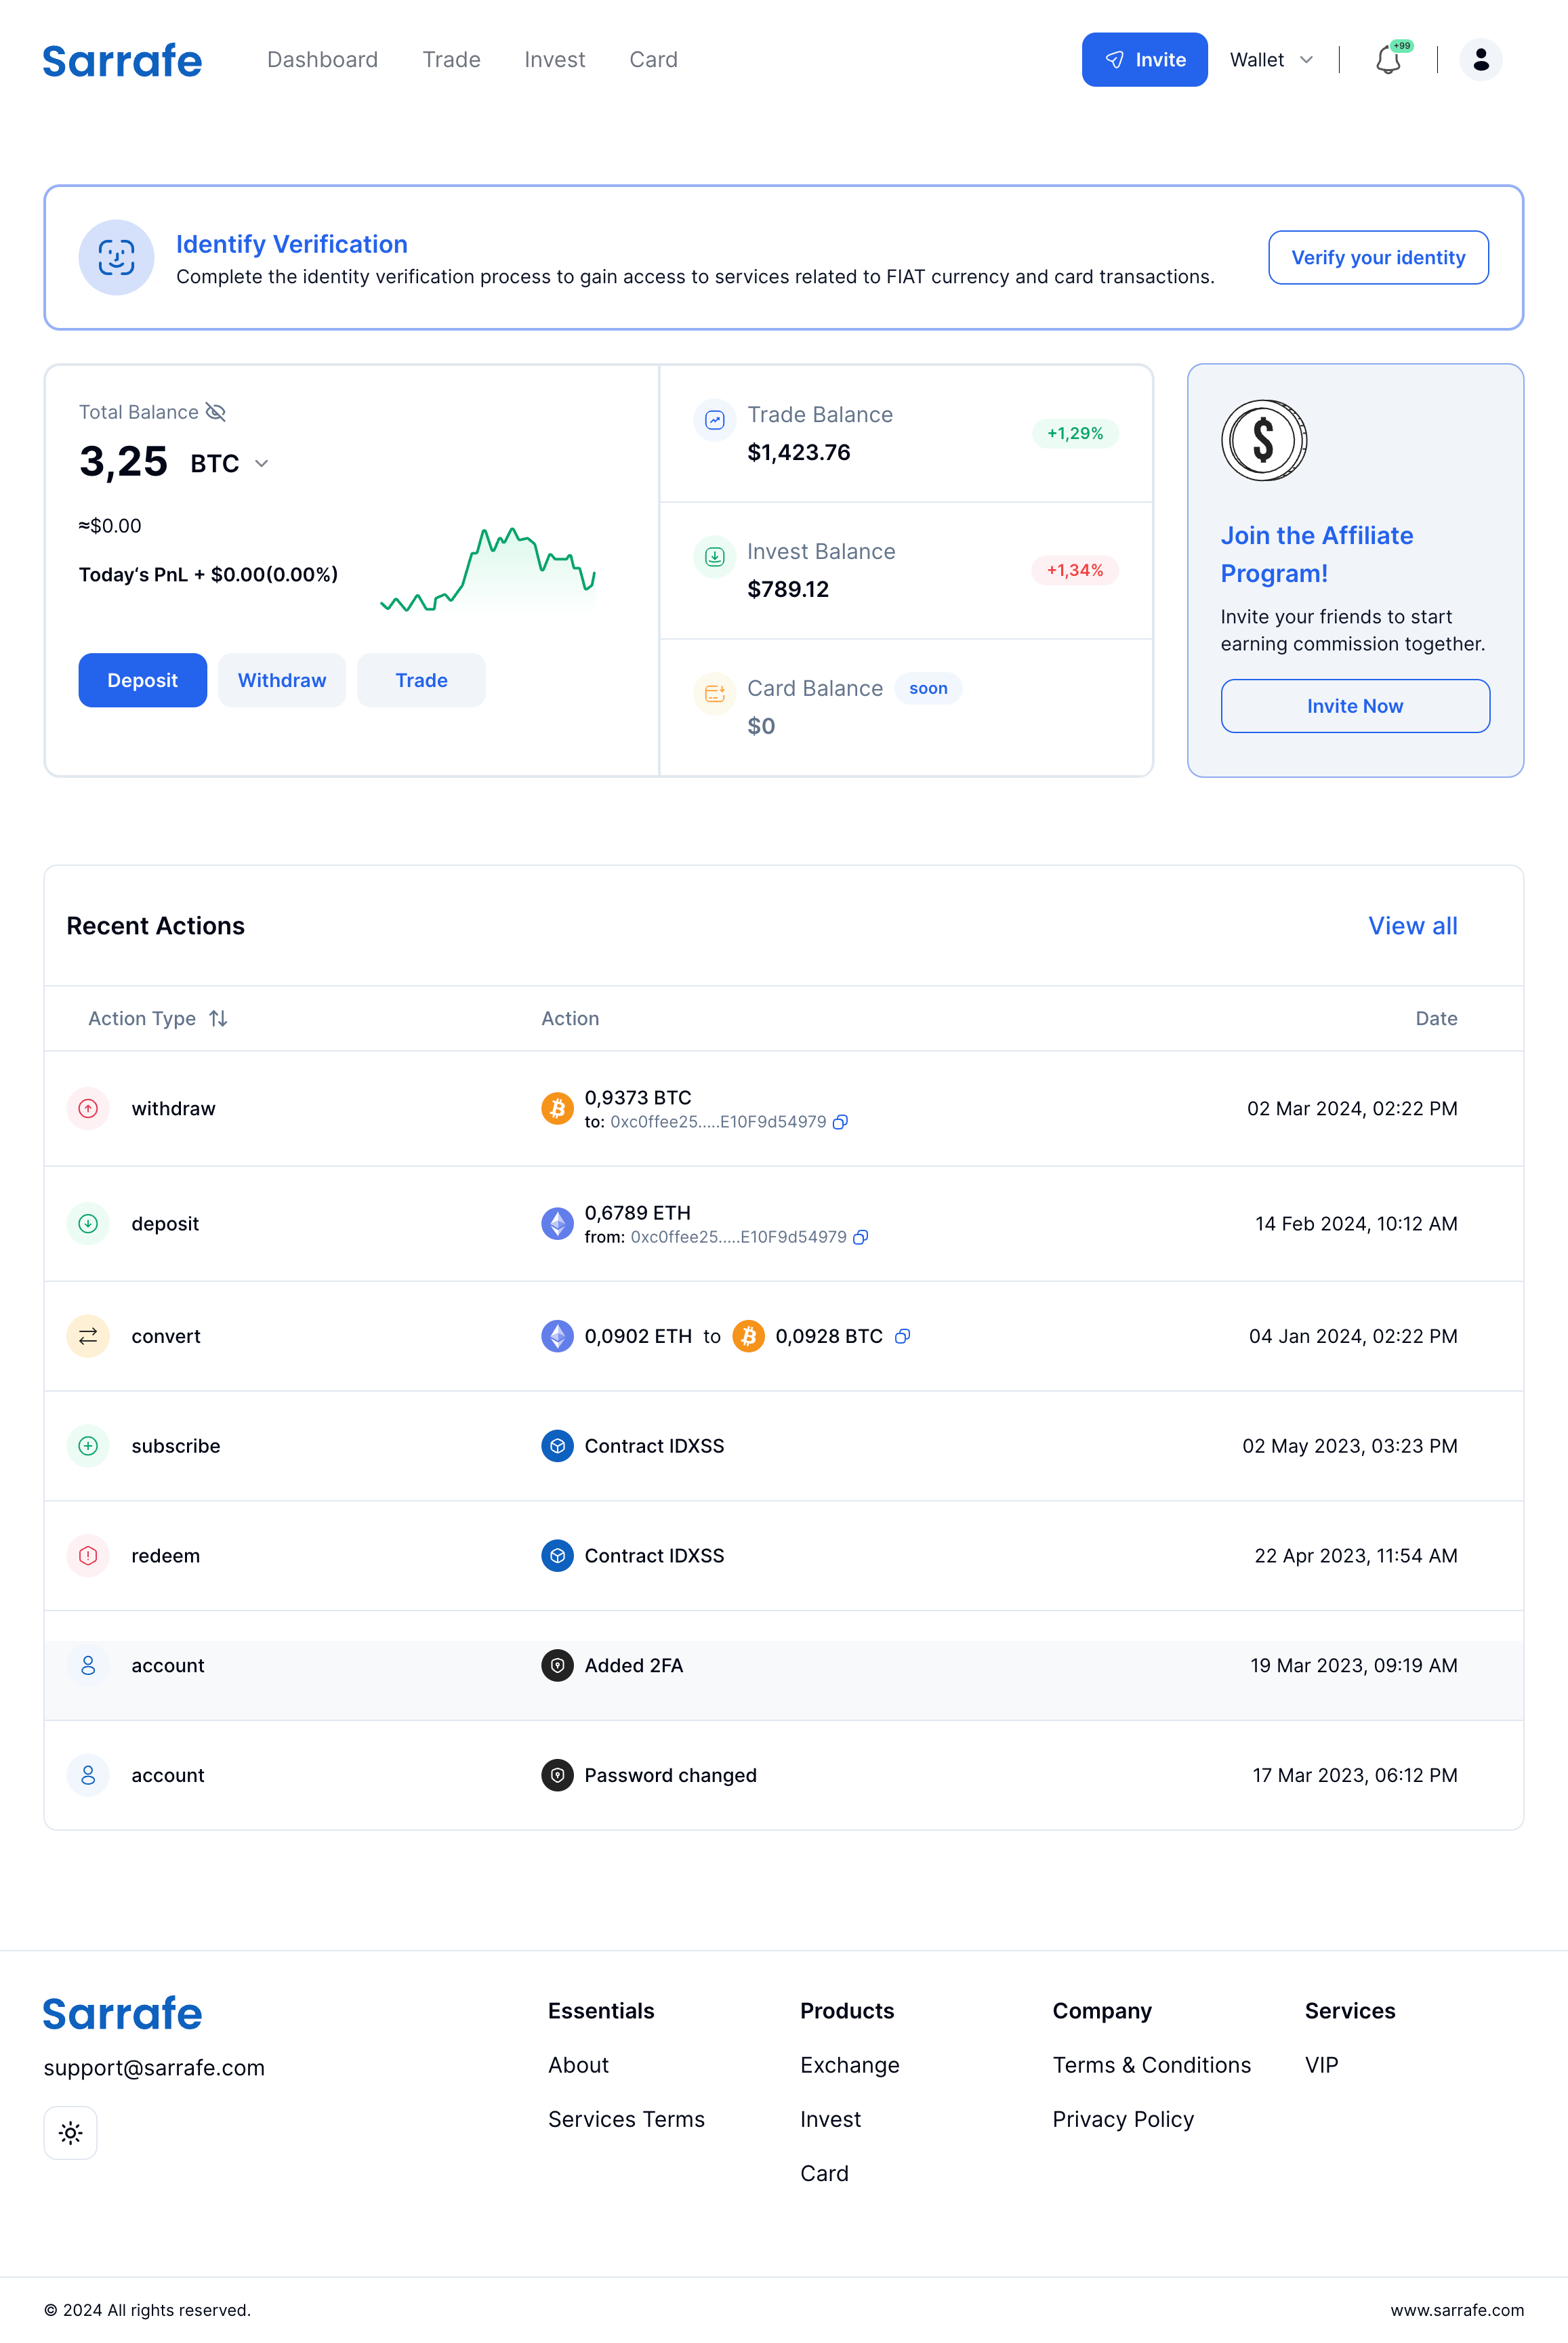 Sarrafe
Dashboard Trade Invest Card
Invite Wallet +99
Identify Verification
Complete the identity verification process to gain access to services related to FIAT currency and card transactions.
Verify your identity
Total Balance
3,25 BTC
≈$0.00
Today‘s PnL + $0.00(0.00%)
Deposit Withdraw Trade
Trade Balance
$1,423.76
+1,29%
Invest Balance
$789.12
+1,34%
Card Balance soon
$0
$
Join the Affiliate
Program!
Invite your friends to start
earning commission together.
Invite Now
Recent Actions View all
Action Type Action Date
withdraw 0,9373 BTC 02 Mar 2024, 02:22 PM
to: 0xc0ffee25.....E10F9d54979
deposit 0,6789 ETH 14 Feb 2024, 10:12 AM
from: 0xc0ffee25.....E10F9d54979
convert 0,0902 ETH to 0,0928 BTC 04 Jan 2024, 02:22 PM
subscribe Contract IDXSS 02 May 2023, 03:23 PM
redeem Contract IDXSS 22 Apr 2023, 11:54 AM
account Added 2FA 19 Mar 2023, 09:19 AM
account Password changed 17 Mar 2023, 06:12 PM
Sarrafe
support@sarrafe.com
Essentials
About
Services Terms
Products
Exchange
Invest
Card
Company
Terms & Conditions
Privacy Policy
Services
VIP
© 2024 All rights reserved. www.sarrafe.com